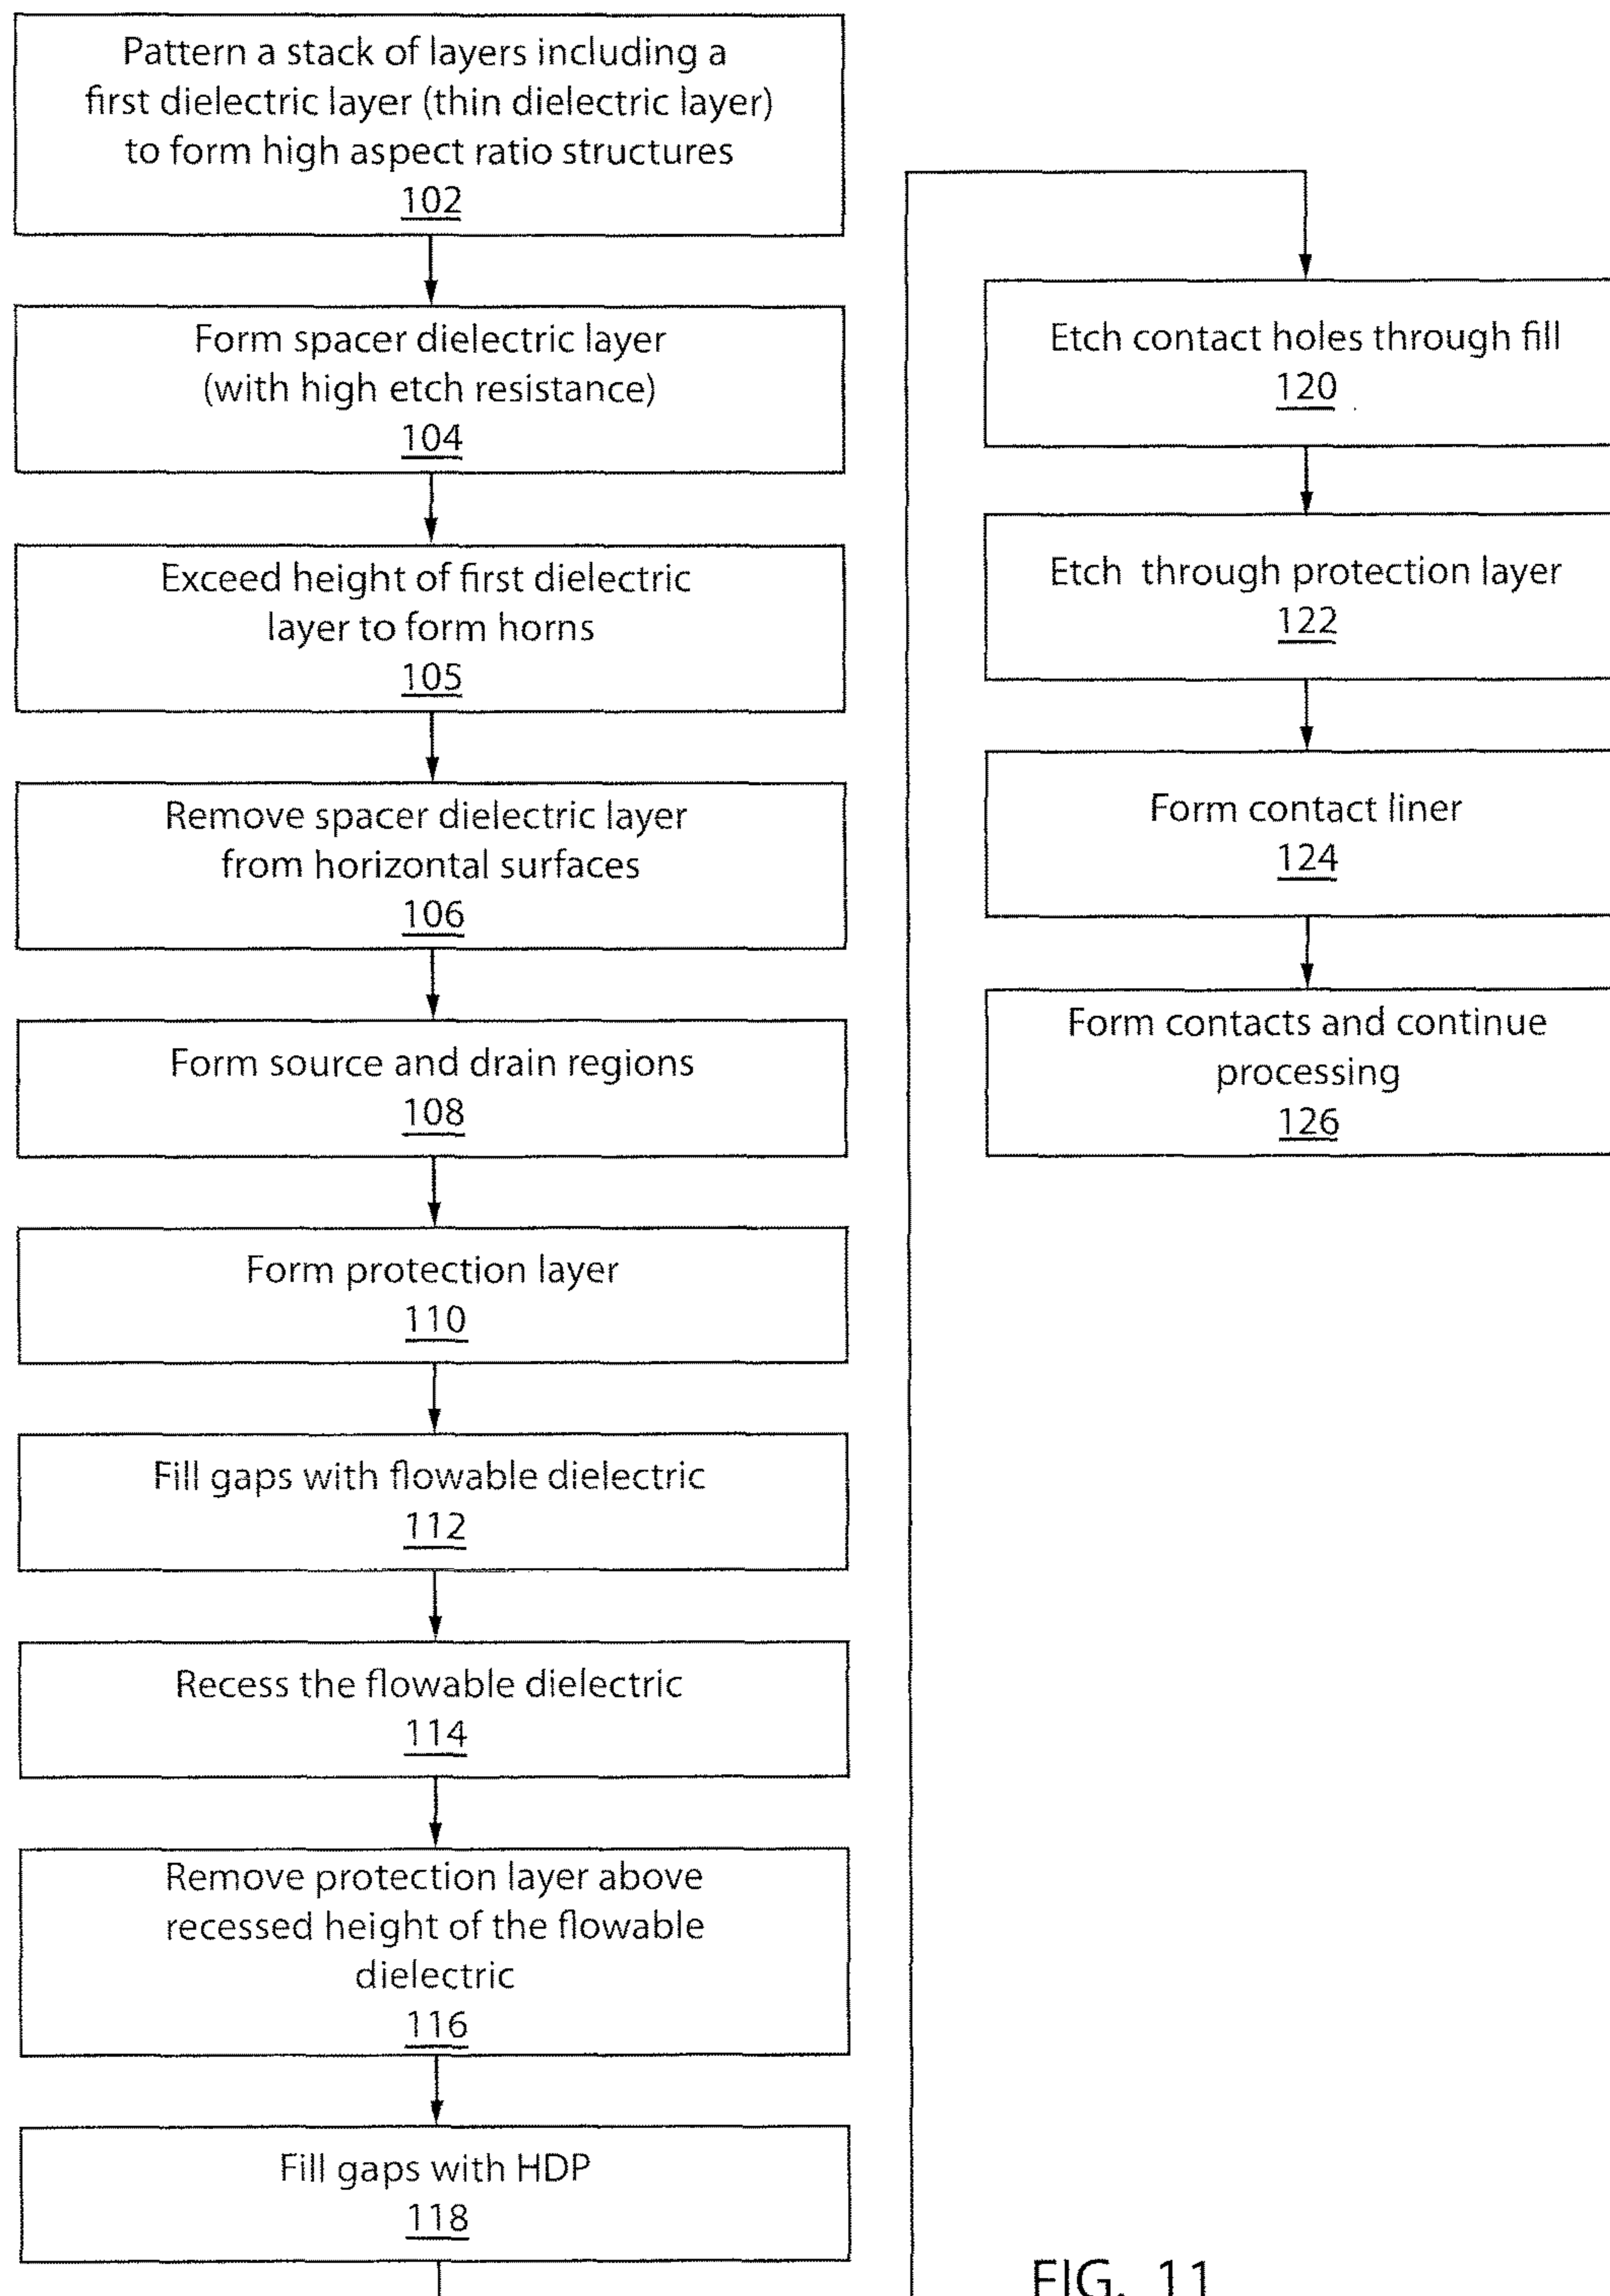 Pattern a stack of layers including a
first dielectric layer (thin dielectric layer)
to form high aspect ratio structures
102
Form spacer dielectric layer
(with high etch resistance)
104
Exceed height of first dielectric
layer to form horns
105
Remove spacer dielectric layer
from horizontal surfaces
106
Form source and drain regions
108
Form protection layer
110
Fill gaps with flowable dielectric
112
Recess the flowable dielectric
114
Remove protection layer above
recessed height of the flowable
dielectric
116
Fill gaps with HDP
118
Etch contact holes through fill
120
Etch through protection layer
122
Form contact liner
124
Form contacts and continue
processing
126
FIG. 11